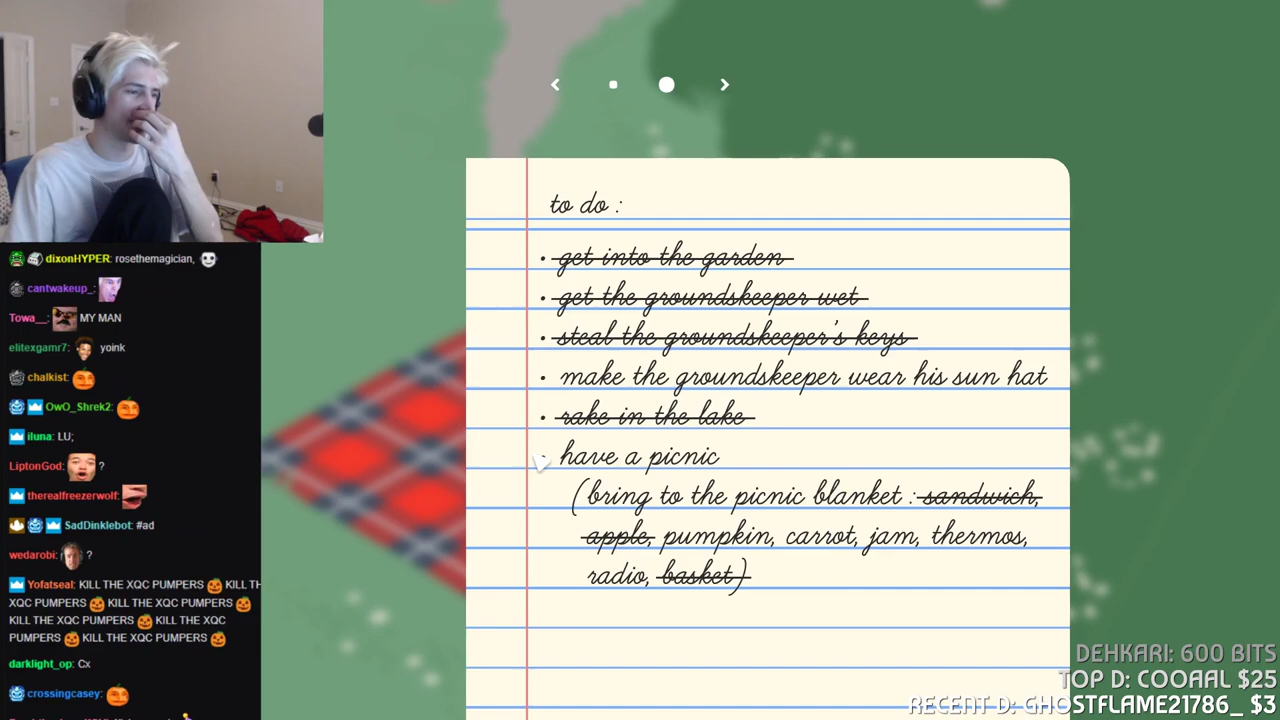 to do :
• get into the garden
• get the groundskeeper wet
• steal the groundskeeper's keys
• make the groundskeeper wear his sun hat
• rake in the lake
• have a picnic
(bring to the picnic blanket : sandwich,
apple, pumpkin, carrot, jam, thermos,
radio, basket)
dixonHYPER: rosethemagician,
cantwakeup_:
Towa__: MY MAN
elitexgamr7: yoink
chalkist:
OwO_Shrek2:
iluna: LU;
LiptonGod: ?
therealfreezerwolf:
SadDinklebot: #ad
wedarobi: ?
Yofatseal: KILL THE XQC PUMPERS KILL TH
XQC PUMPERS KILL THE XQC PUMPERS
KILL THE XQC PUMPERS KILL THE XQC
PUMPERS KILL THE XQC PUMPERS
darklight_op: Cx
crossingcasey:
DEHKARI: 600 BITS
TOP D: COOAAL $25
RECENT D: GHOSTFLAME21786_ $3